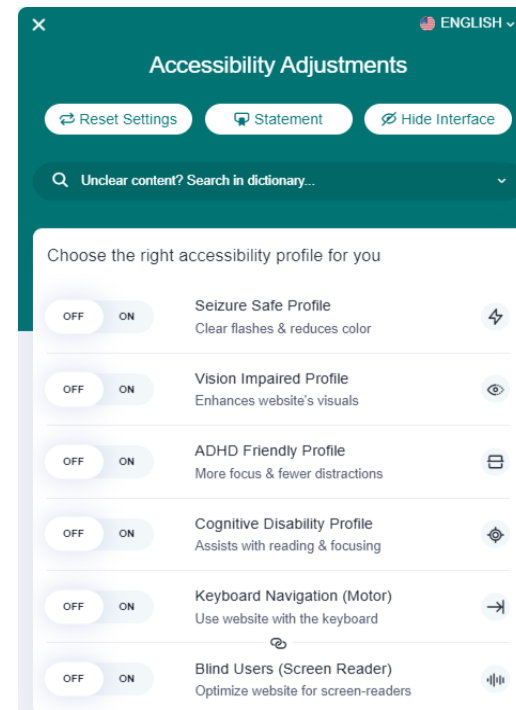 ENGLISH
Accessibility Adjustments
Reset Settings
Statement
Hide Interface
Unclear content? Search in dictionary...
Choose the right accessibility profile for you
OFF ON
Seizure Safe Profile
Clear flashes & reduces color
OFF ON
Vision Impaired Profile
Enhances website's visuals
OFF ON
ADHD Friendly Profile
More focus & fewer distractions
OFF ON
Cognitive Disability Profile
Assists with reading & focusing
OFF ON
Keyboard Navigation (Motor)
Use website with the keyboard
OFF ON
Blind Users (Screen Reader)
Optimize website for screen-readers